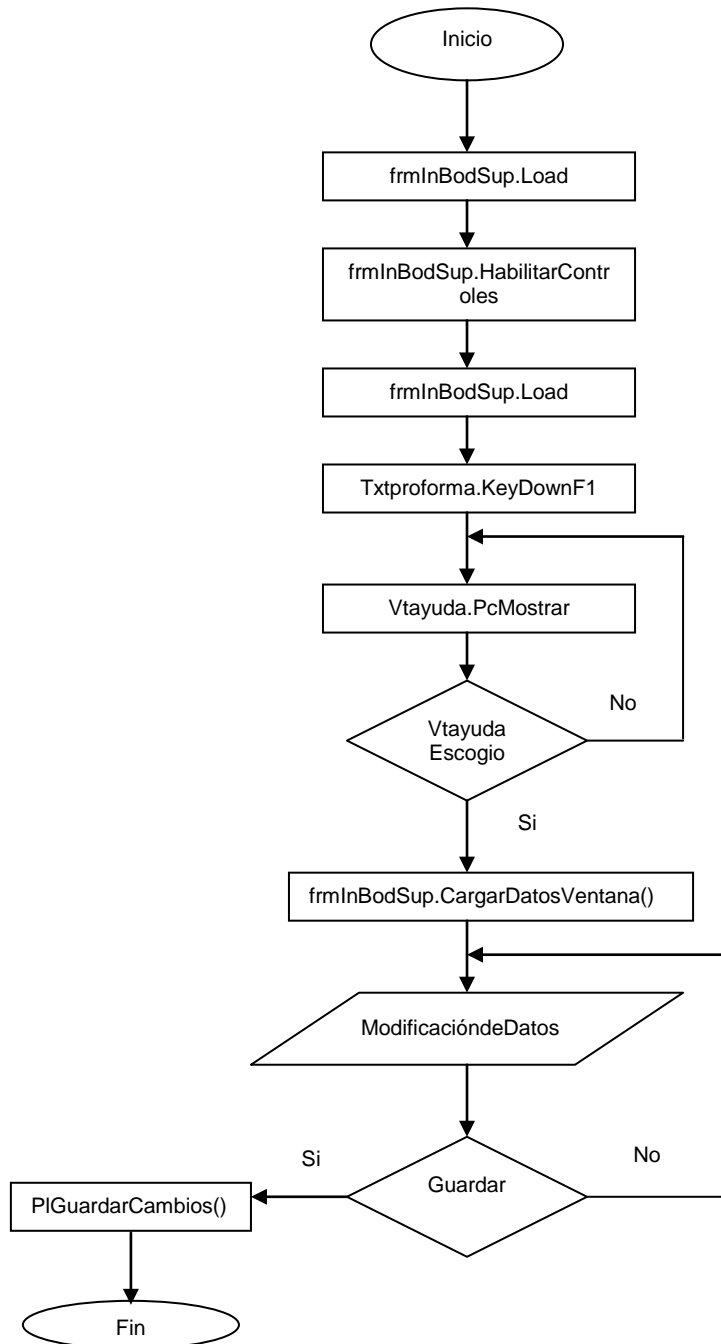 Inicio
frmInBodSup.Load
frmInBodSup.HabilitarContr
oles
frmInBodSup.Load
Txtproforma.KeyDownF1
Vtayuda.PcMostrar
No
Vtayuda
Escogio
Si
frmInBodSup.CargarDatosVentana()
ModificacióndeDatos
Si
No
Guardar
PlGuardarCambios()
Fin